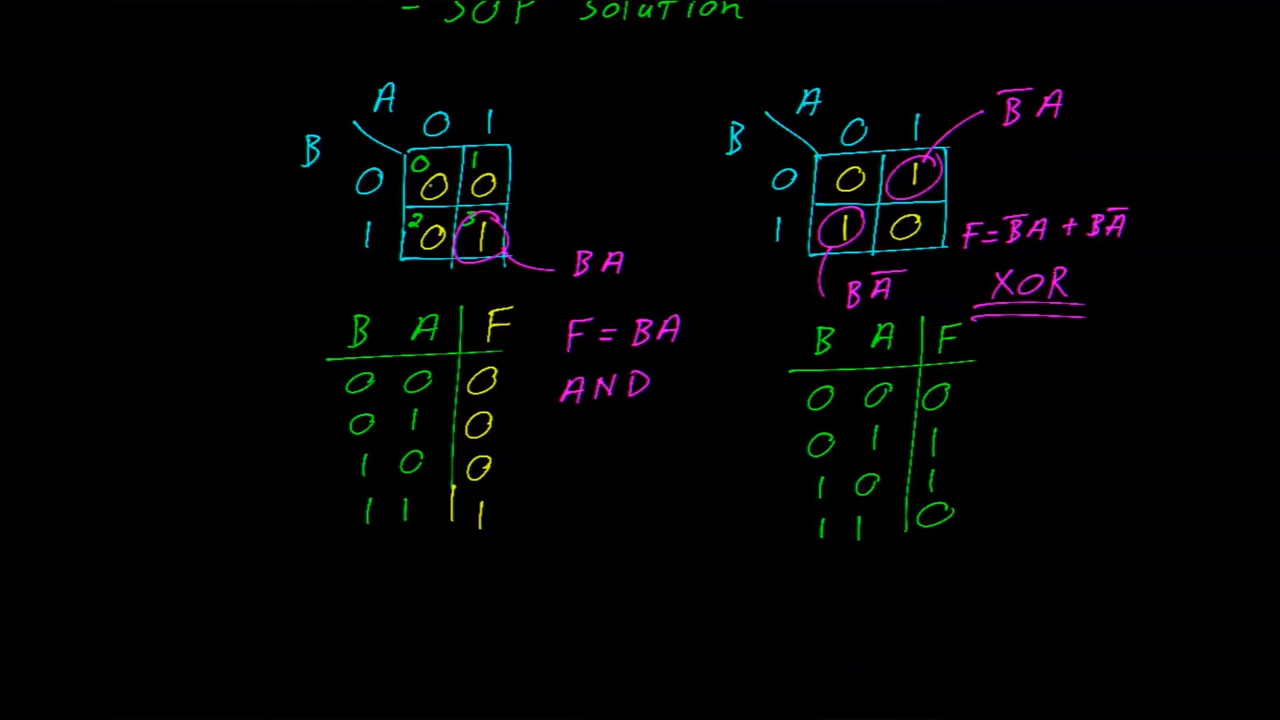 - SOP Solution
A
B 0 1
0 0 0 1 0
1 2 0 3 1
BA
B A F
0 0 0
0 1 0
1 0 0
1 1 1
F = BA
AND
A
B 0 1
B̅A
0 0 1
1 1 0
F = B̅A + BA̅
BA̅
XOR
B A F
0 0 0
0 1 1
1 0 1
1 1 0